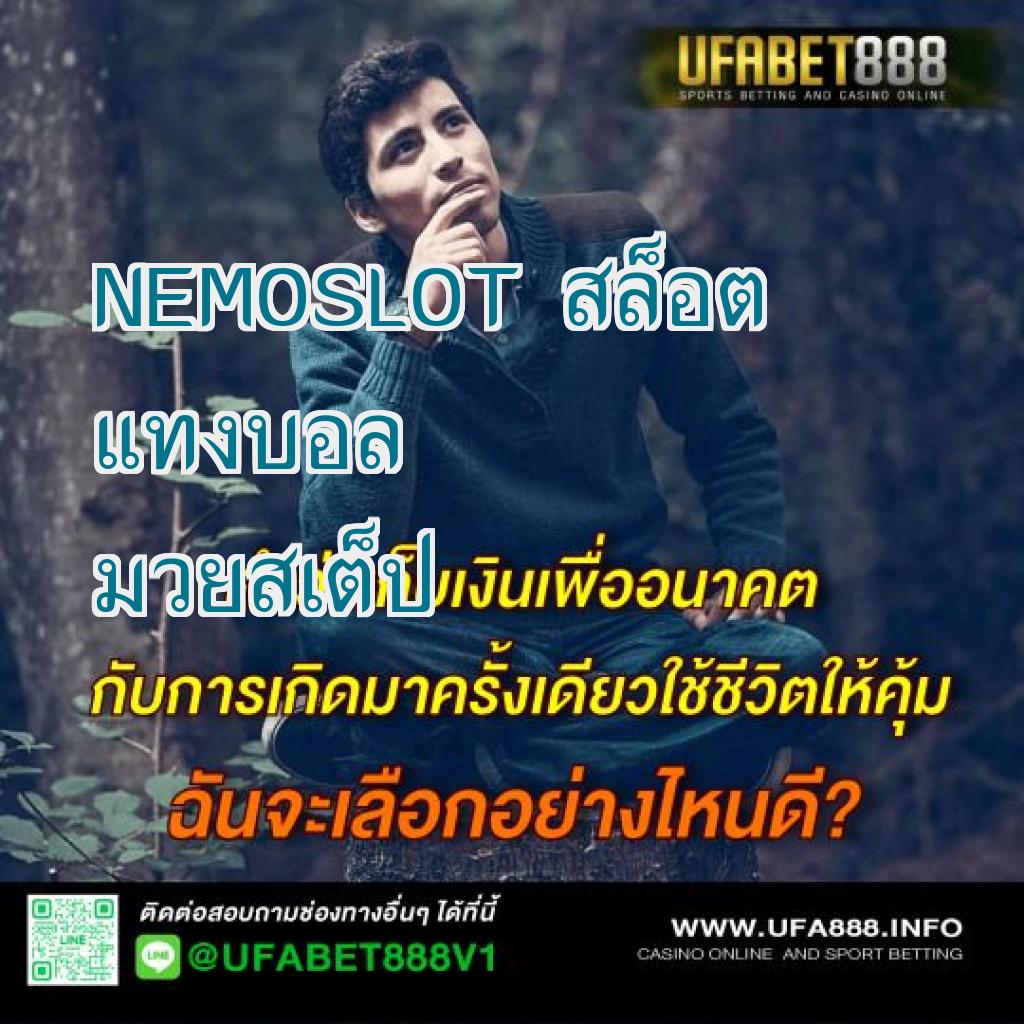 UFABET888
SPORTS BETTING AND CASINO ONLINE
NEMOSLOT สล็อต
แทงบอล
มวยสเต็ป
เงินเพื่ออนาคต
กับการเกิดมาครั้งเดียวใช้ชีวิตให้คุ้ม
ฉันจะเลือกอย่างไหนดี?
ติดต่อสอบถามช่องทางอื่นๆ ได้ที่นี้
LINE
LINE @UFABET888V1
WWW.UFA888.INFO
CASINO ONLINE AND SPORT BETTING